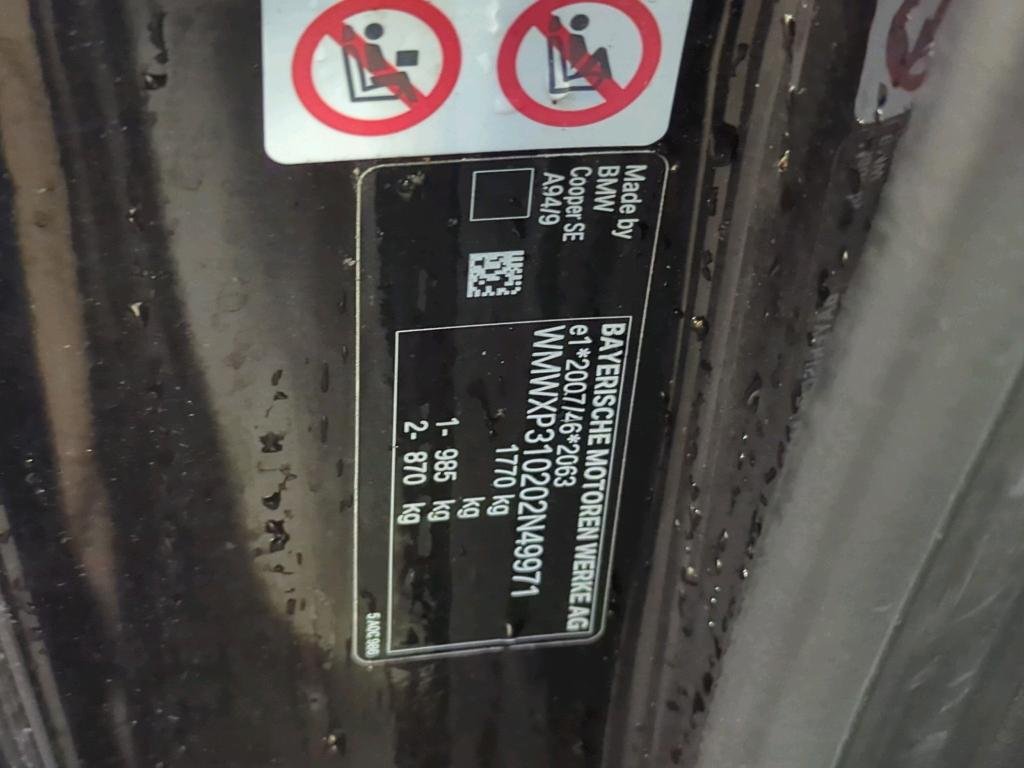 Made by
BMW
Cooper SE
A94/9
BAYERISCHE MOTOREN WERKE AG
e1*2007/46*2063
WMWXP310202N49971
1770 kg
kg
1- 985 kg
2- 870 kg